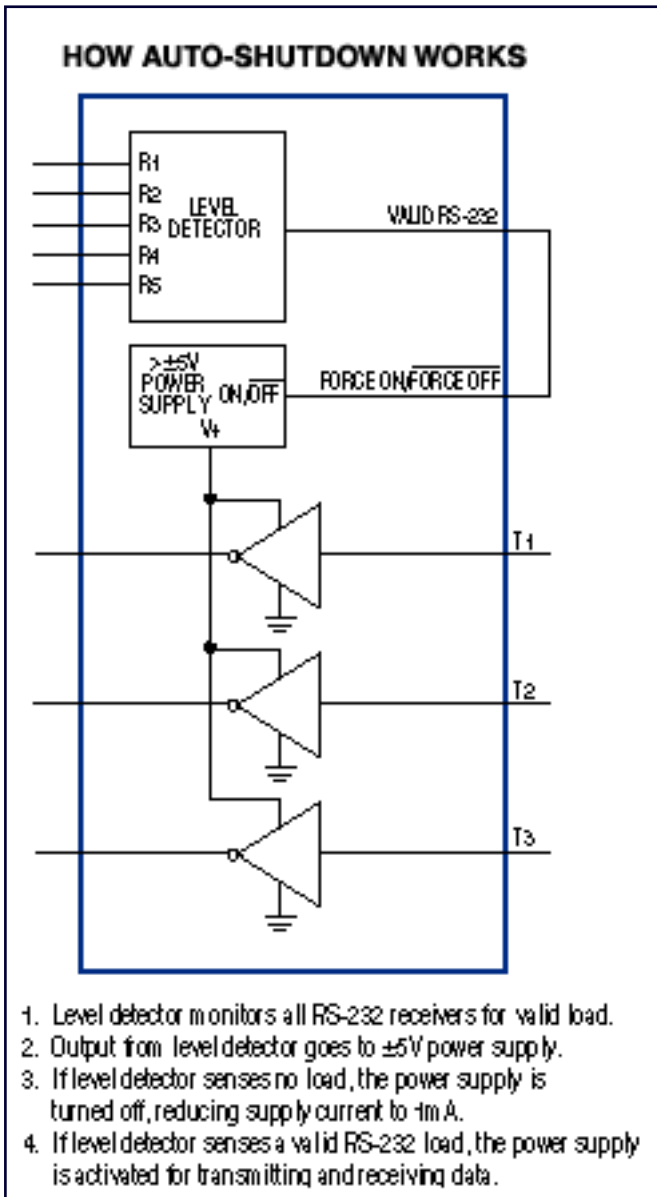 HOW AUTO-SHUTDOWN WORKS
R1
R2
R3
R4
R5
LEVEL
DETECTOR
VALID RS-232
>±5V
POWER
SUPPLY
ON/OFF
V+
FORCE ON/FORCE OFF
T1
T2
T3
1. Level detector monitors all RS-232 receivers for valid load.
2. Output from level detector goes to ±5V power supply.
3. If level detector senses no load, the power supply is
turned off, reducing supply current to 1mA.
4. If level detector senses a valid RS-232 load, the power supply
is activated for transmitting and receiving data.